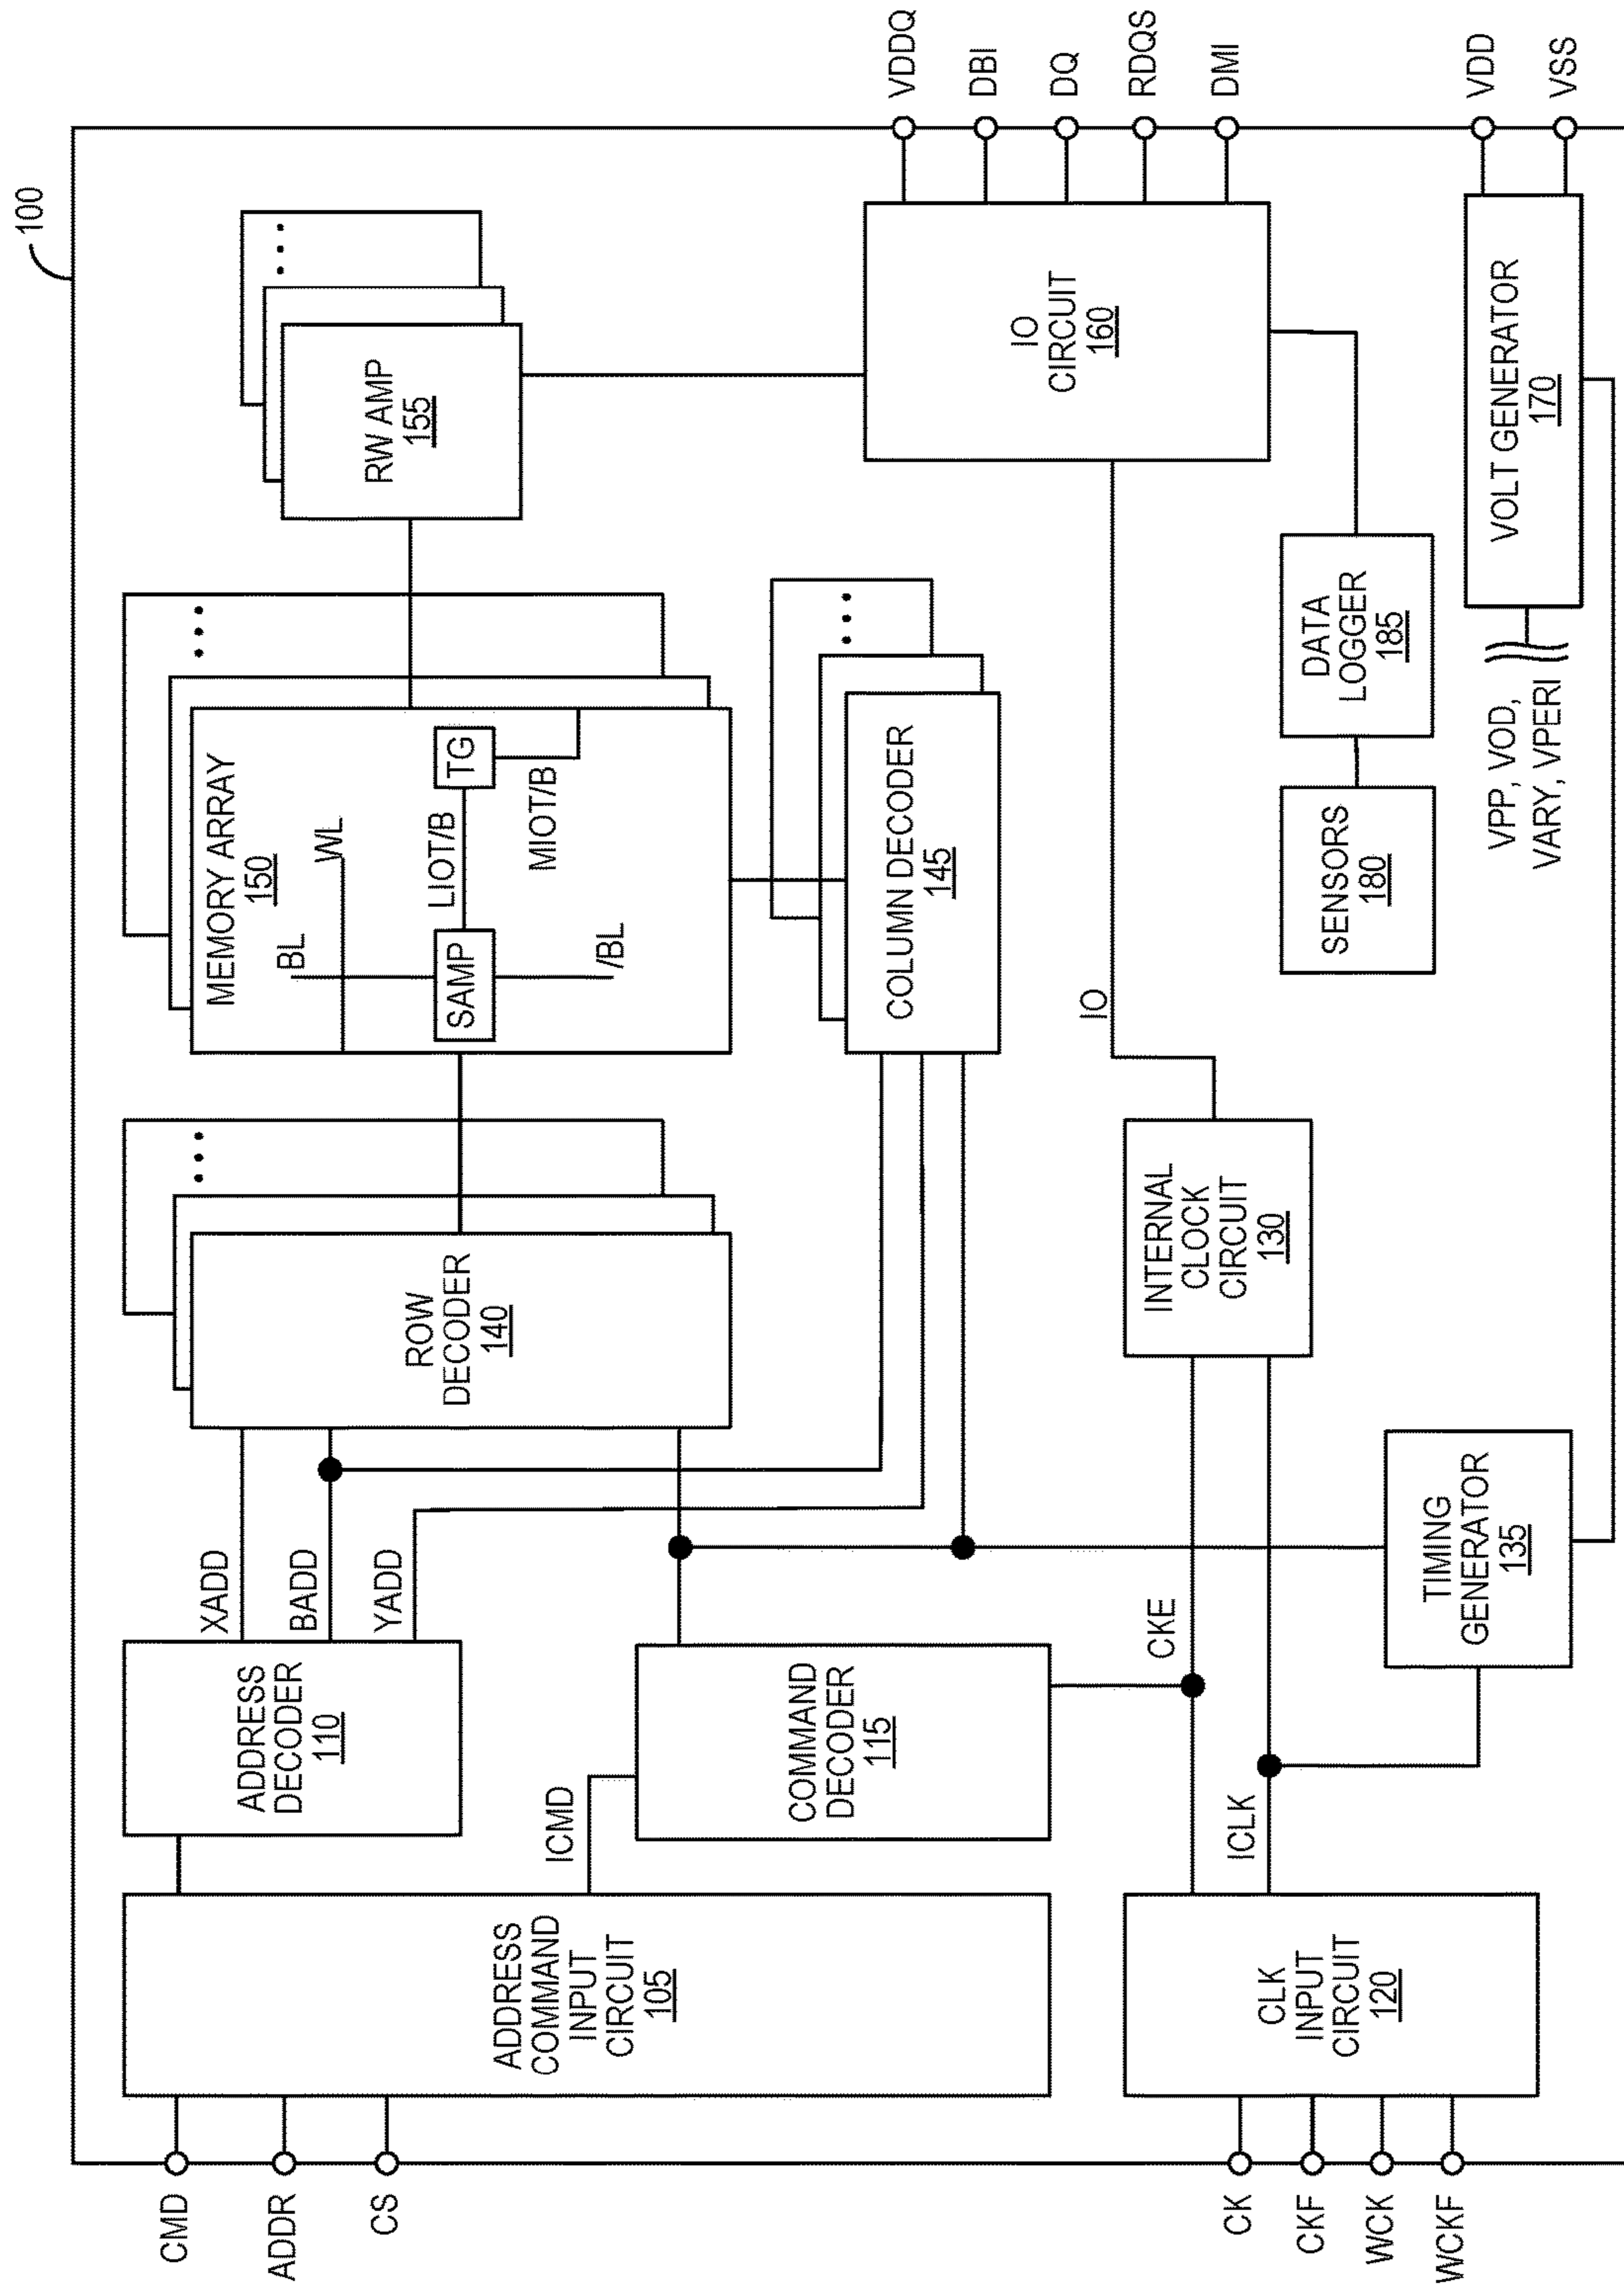 100
CMD
ADDR
CS
CK
CKF
WCK
WCKF
ADDRESS
COMMAND
INPUT
CIRCUIT
105
CLK
INPUT
CIRCUIT
120
ADDRESS
DECODER
110
XADD
BADD
YADD
ICMD
COMMAND
DECODER
115
CKE
ICLK
TIMING
GENERATOR
135
ROW
DECODER
140
INTERNAL
CLOCK
CIRCUIT
130
IO
MEMORY ARRAY
150
BL
WL
SAMP
/BL
LIOT/B
TG
MIOT/B
COLUMN DECODER
145
SENSORS
180
DATA
LOGGER
185
VPP, VOD,
VARY, VPERI
RW AMP
155
IO
CIRCUIT
160
VOLT GENERATOR
170
VDDQ
DBI
DQ
RDQS
DMI
VDD
VSS